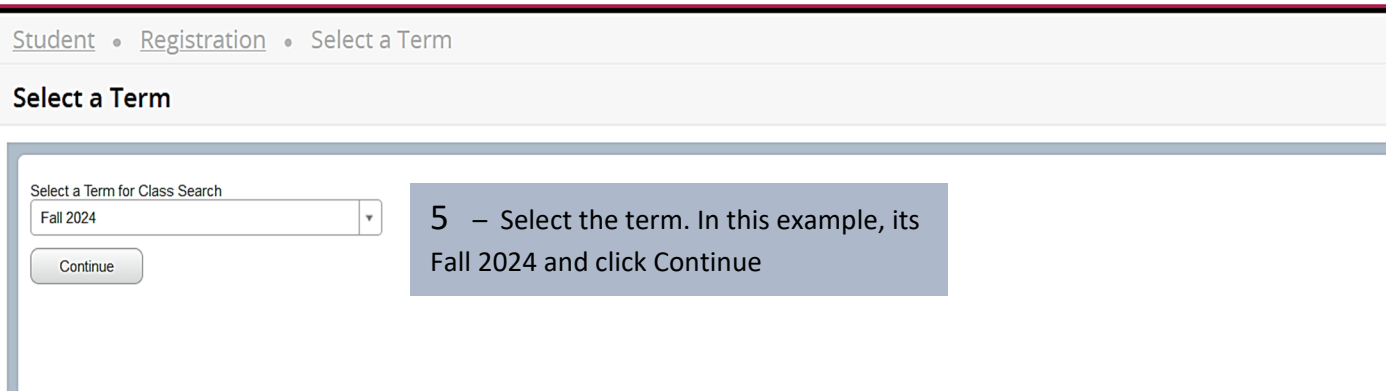 Student • Registration • Select a Term
Select a Term
Select a Term for Class Search
Fall 2024
Continue
5 – Select the term. In this example, its
Fall 2024 and click Continue